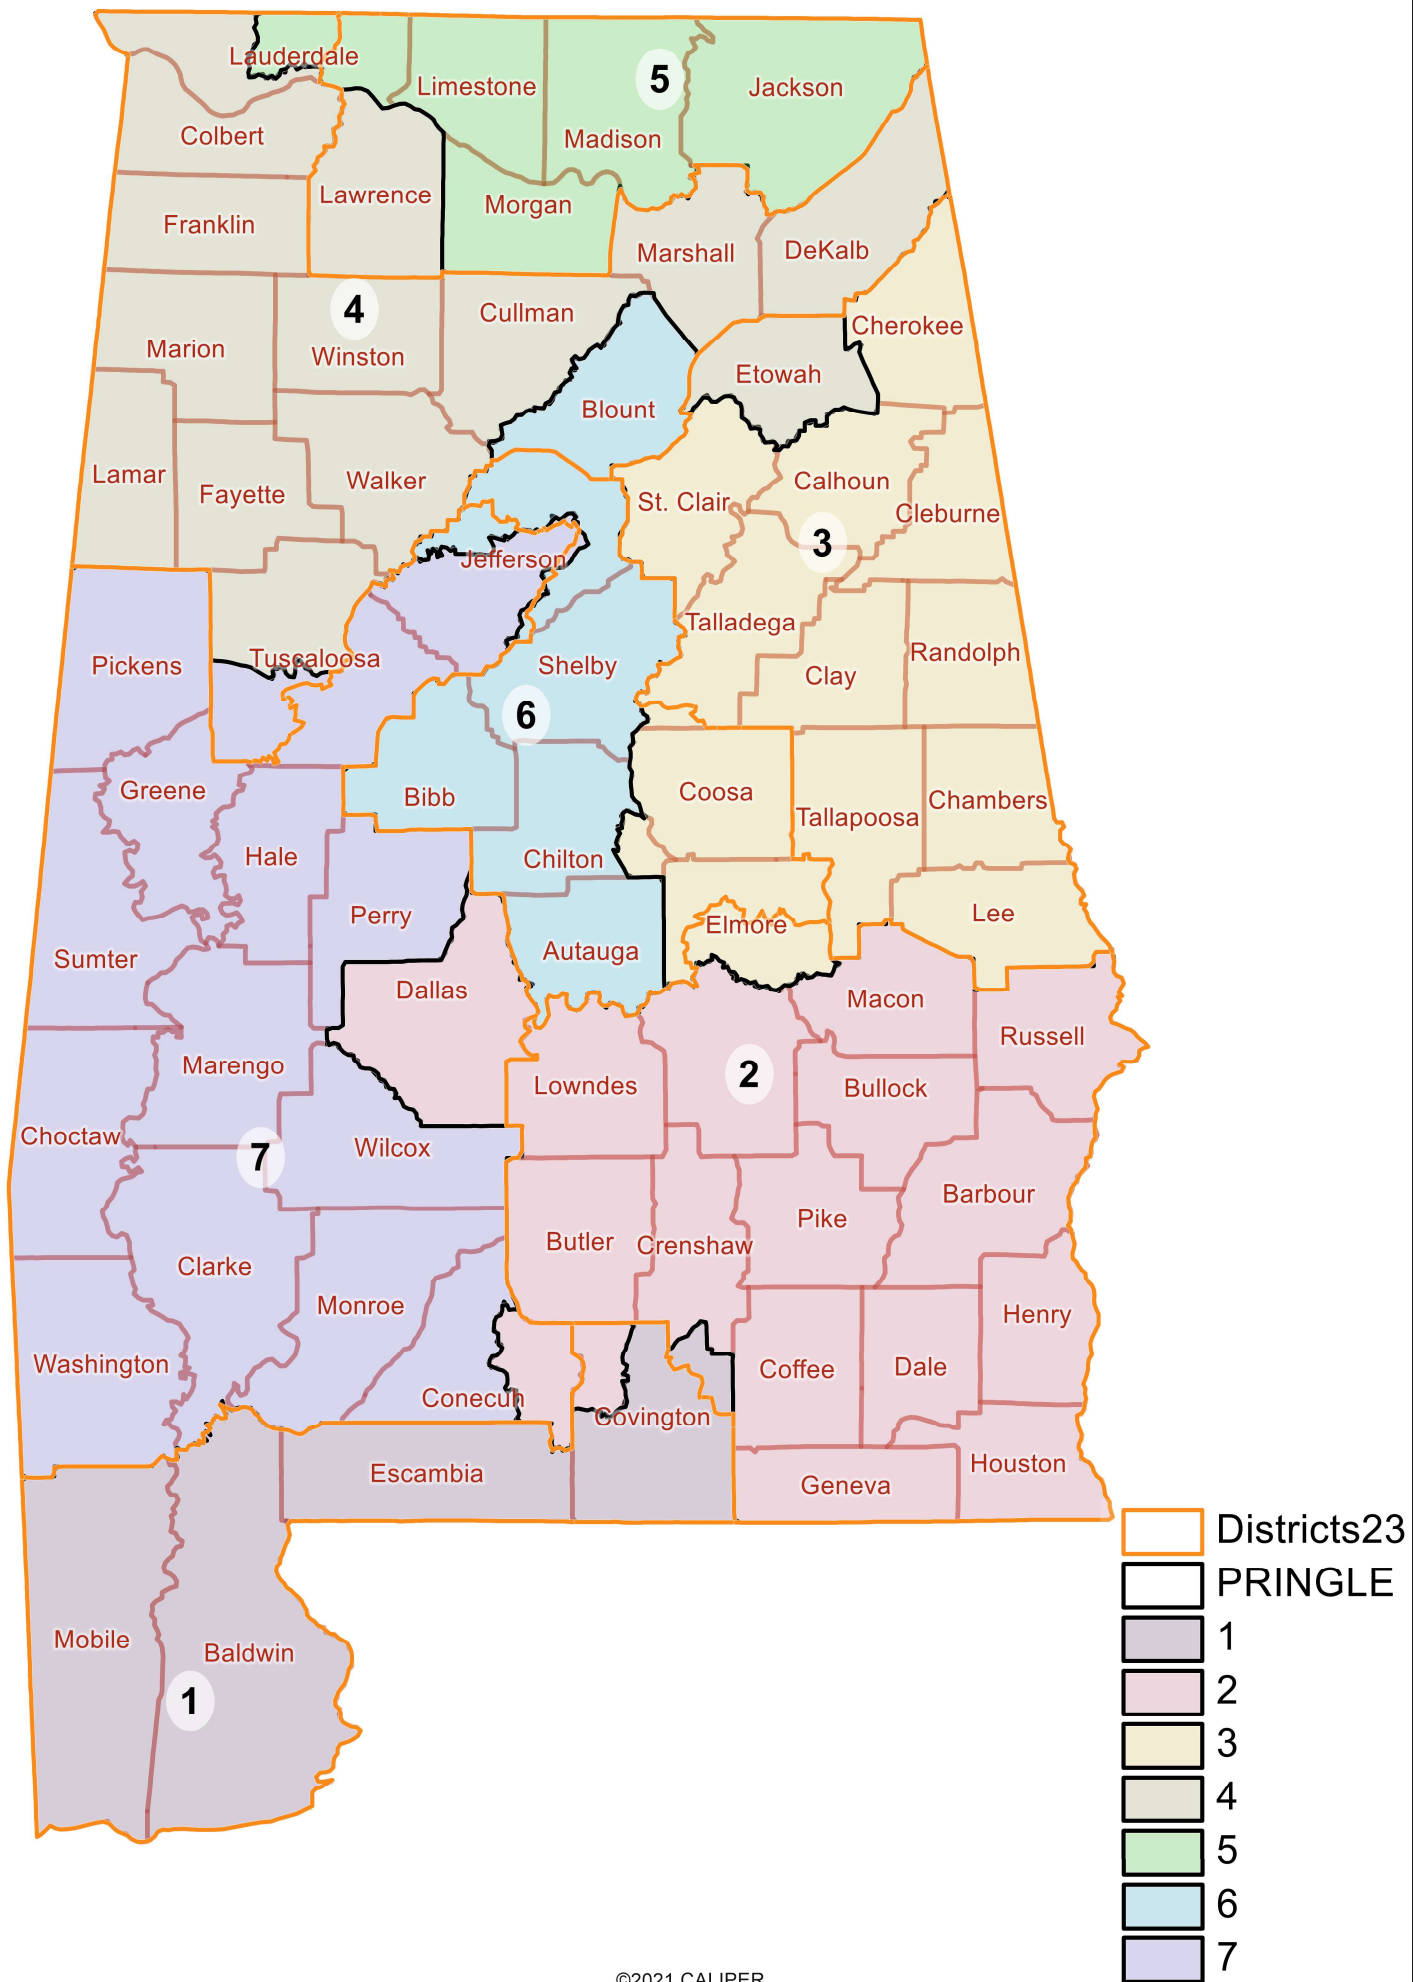 Lauderdale
Limestone
5
Jackson
Colbert
Madison
Lawrence
Morgan
Franklin
Marshall
DeKalb
4
Cullman
Cherokee
Marion
Winston
Etowah
Blount
Lamar
Fayette
Walker
St. Clair
Calhoun
Cleburne
3
Jefferson
Talladega
Pickens
Tuscaloosa
Shelby
Clay
Randolph
6
Greene
Bibb
Coosa
Tallapoosa
Chambers
Hale
Chilton
Perry
Elmore
Lee
Sumter
Autauga
Dallas
Macon
Russell
Marengo
Lowndes
2
Bullock
Choctaw
7
Wilcox
Barbour
Butler
Crenshaw
Pike
Clarke
Monroe
Henry
Washington
Conecuh
Covington
Coffee
Dale
Escambia
Geneva
Houston
Mobile
Baldwin
1
Districts23
PRINGLE
1
2
3
4
5
6
7
©2021 CALIPER